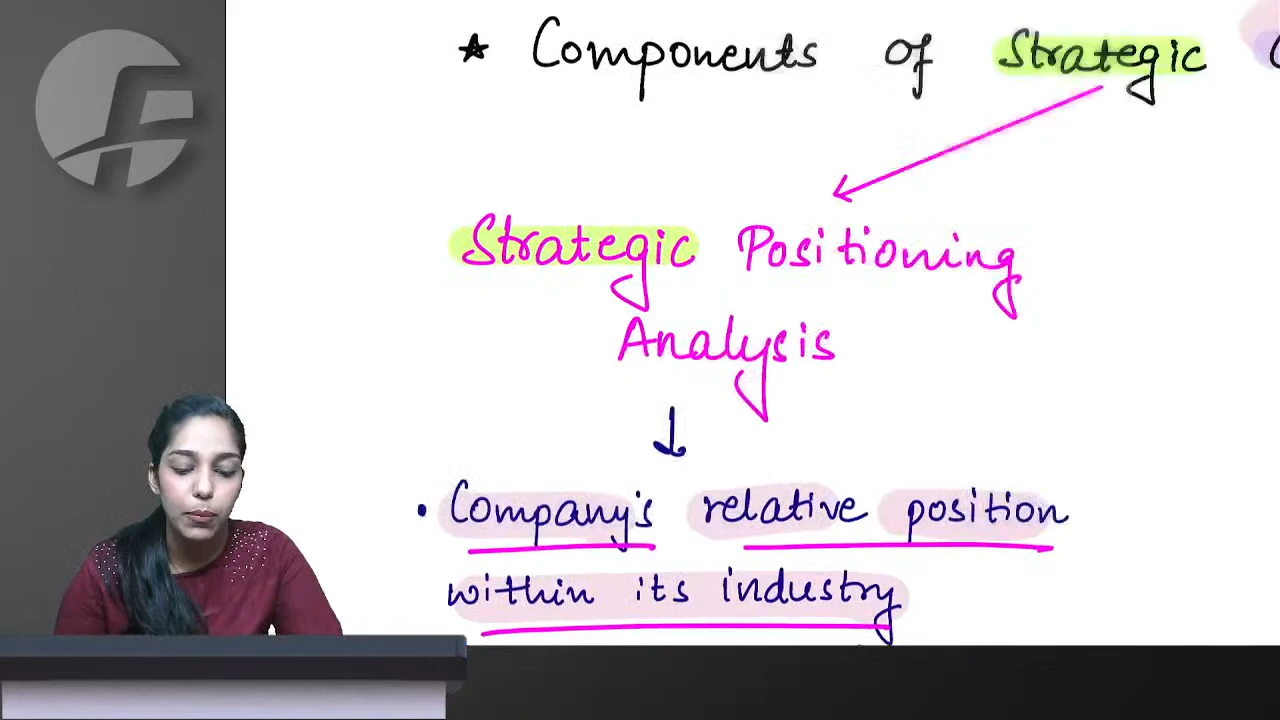 ★ Components of Strategic
Strategic Positioning
Analysis
• Company's relative position
within its industry